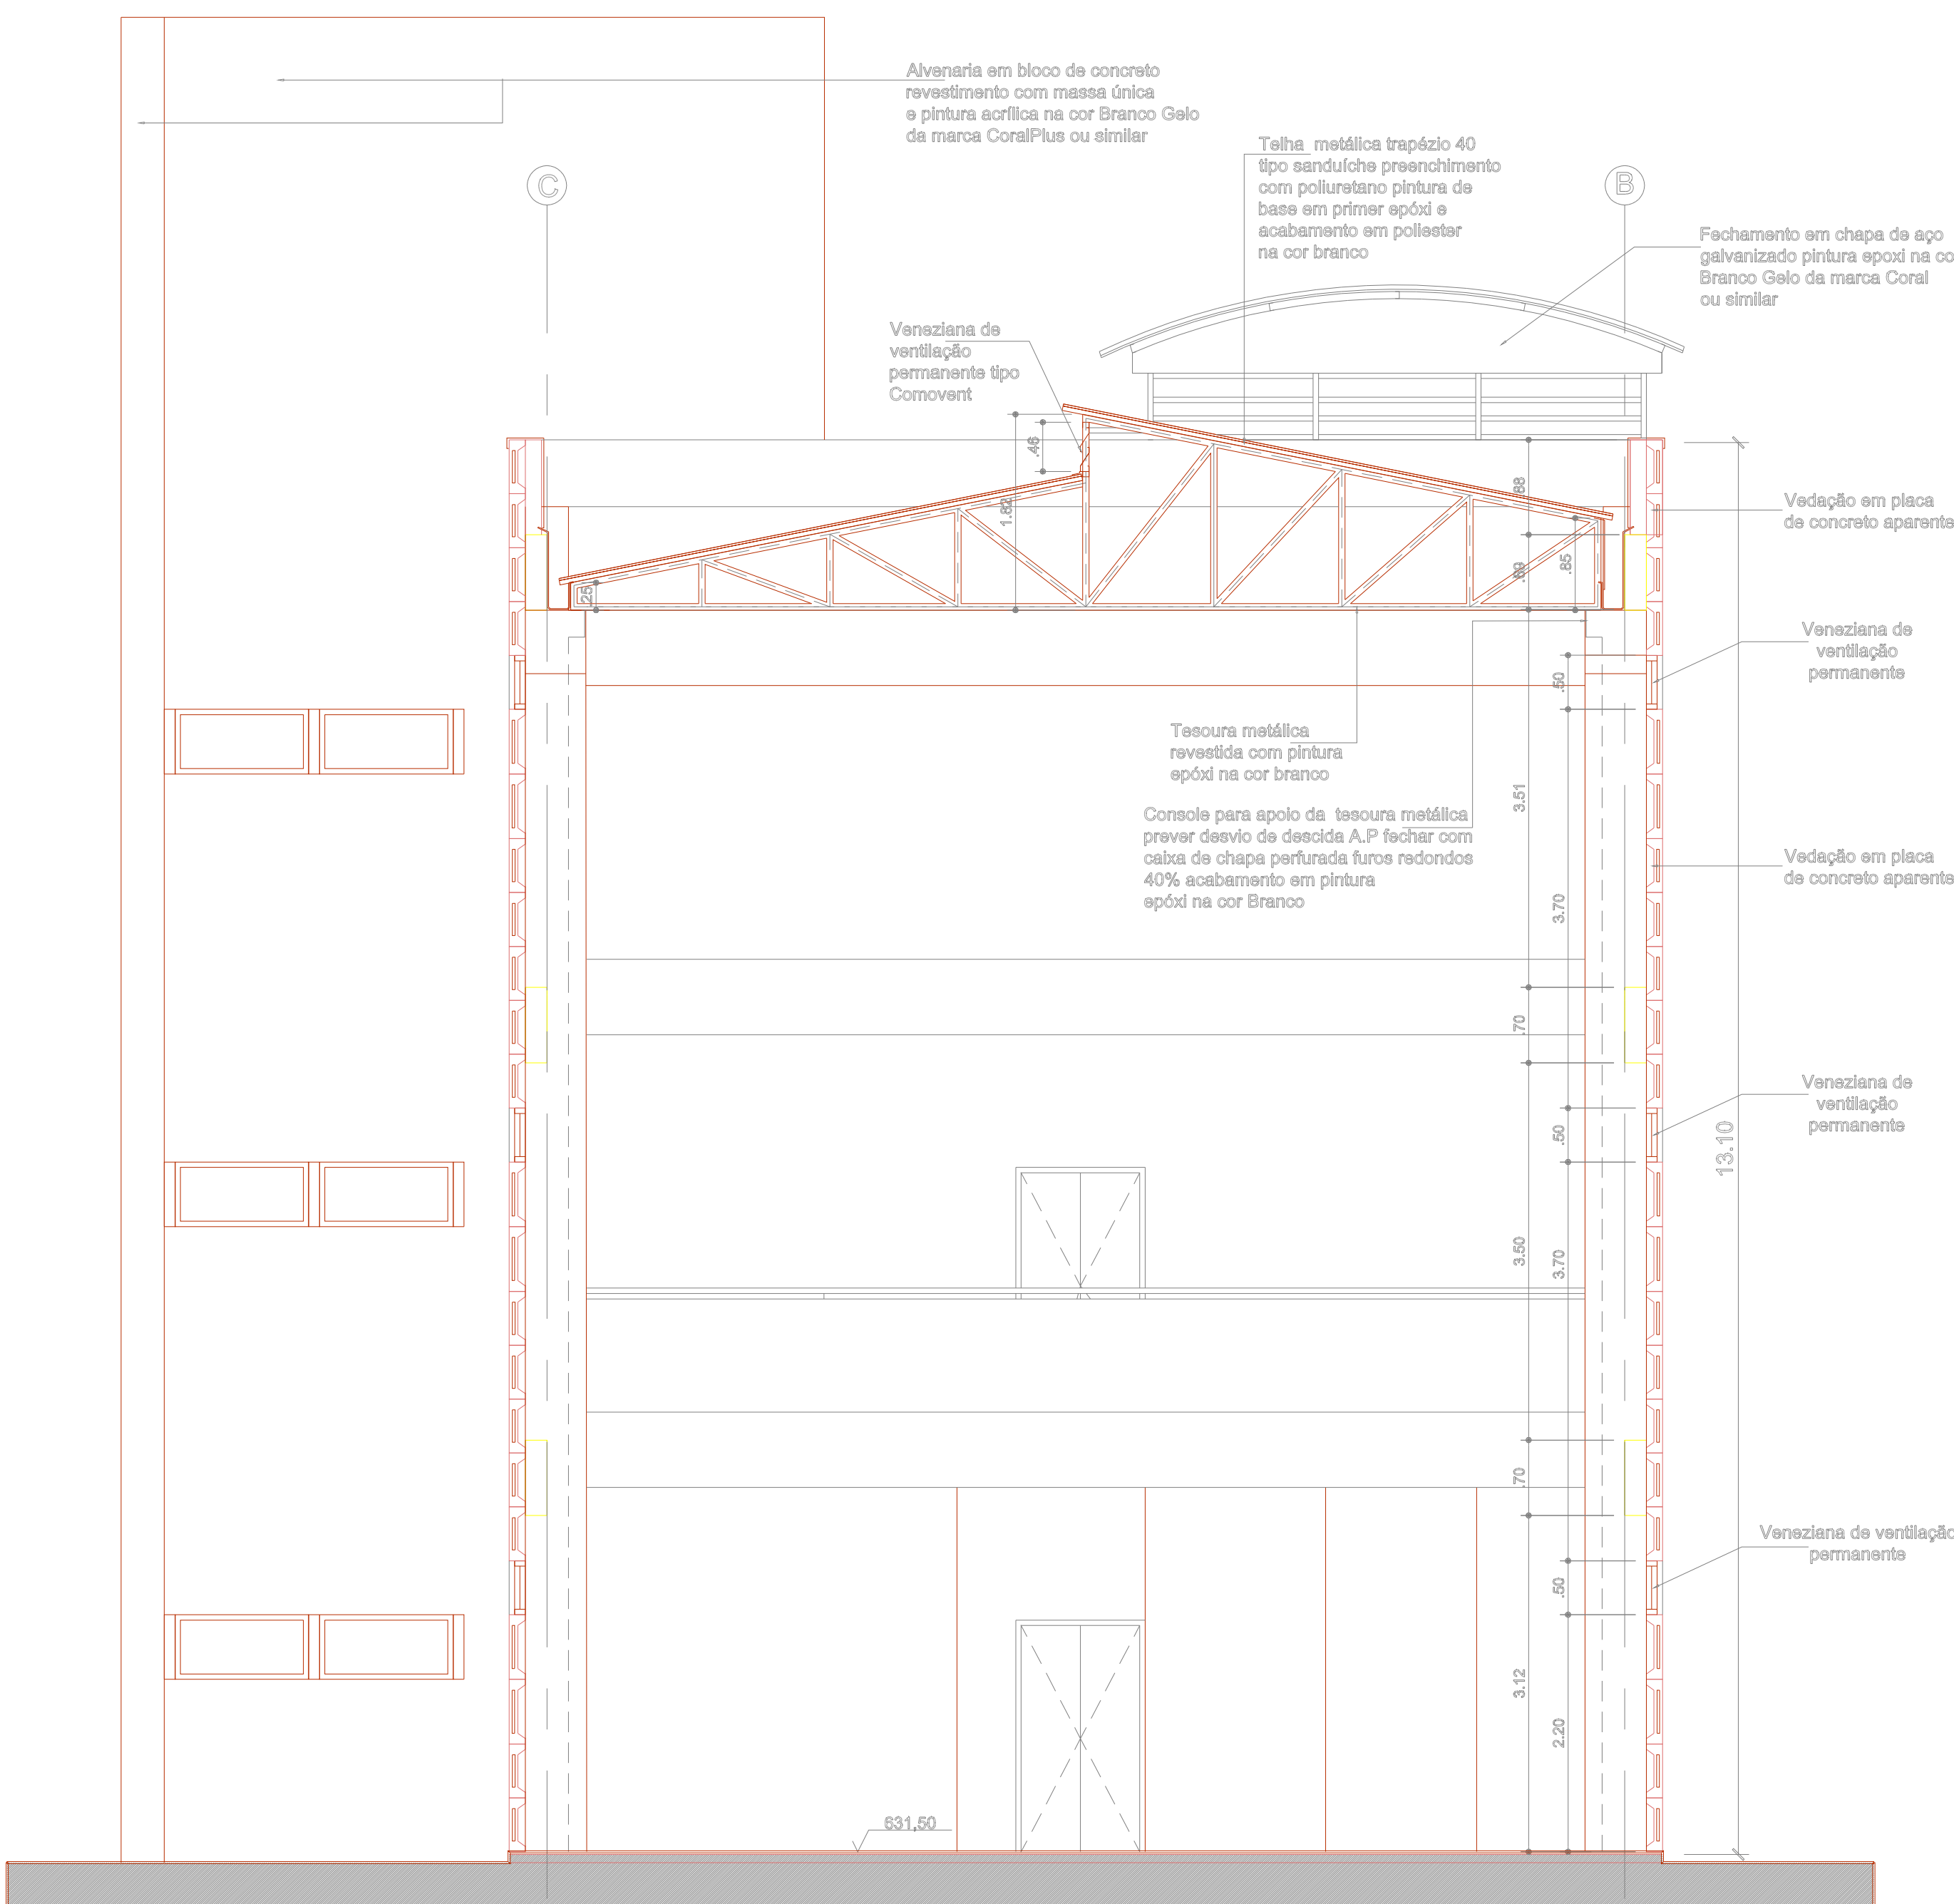 Alvenaria em bloco de concreto
revestimento com massa única
e pintura acrílica na cor Branco Gelo
da marca CoralPlus ou similar
Telha metálica trapézio 40
tipo sanduíche preenchimento
com poliuretano pintura de
base em primer epóxi e
acabamento em poliester
na cor branco
C
B
Fechamento em chapa de aço
galvanizado pintura epoxi na co
Branco Gelo da marca Coral
ou similar
Veneziana de
ventilação
permanente tipo
Comovent
.46
1.82
.25
.88
.69
.85
Vedação em placa
de concreto aparente
Veneziana de
ventilação
permanente
.50
Tesoura metálica
revestida com pintura
epóxi na cor branco
3.51
Console para apoio da tesoura metálica
prever desvio de descida A.P fechar com
caixa de chapa perfurada furos redondos
40% acabamento em pintura
epóxi na cor Branco
Vedação em placa
de concreto aparente
3.70
.70
Veneziana de
ventilação
permanente
.50
13.10
3.50
3.70
.70
Veneziana de ventilação
permanente
.50
3.12
2.20
631,50